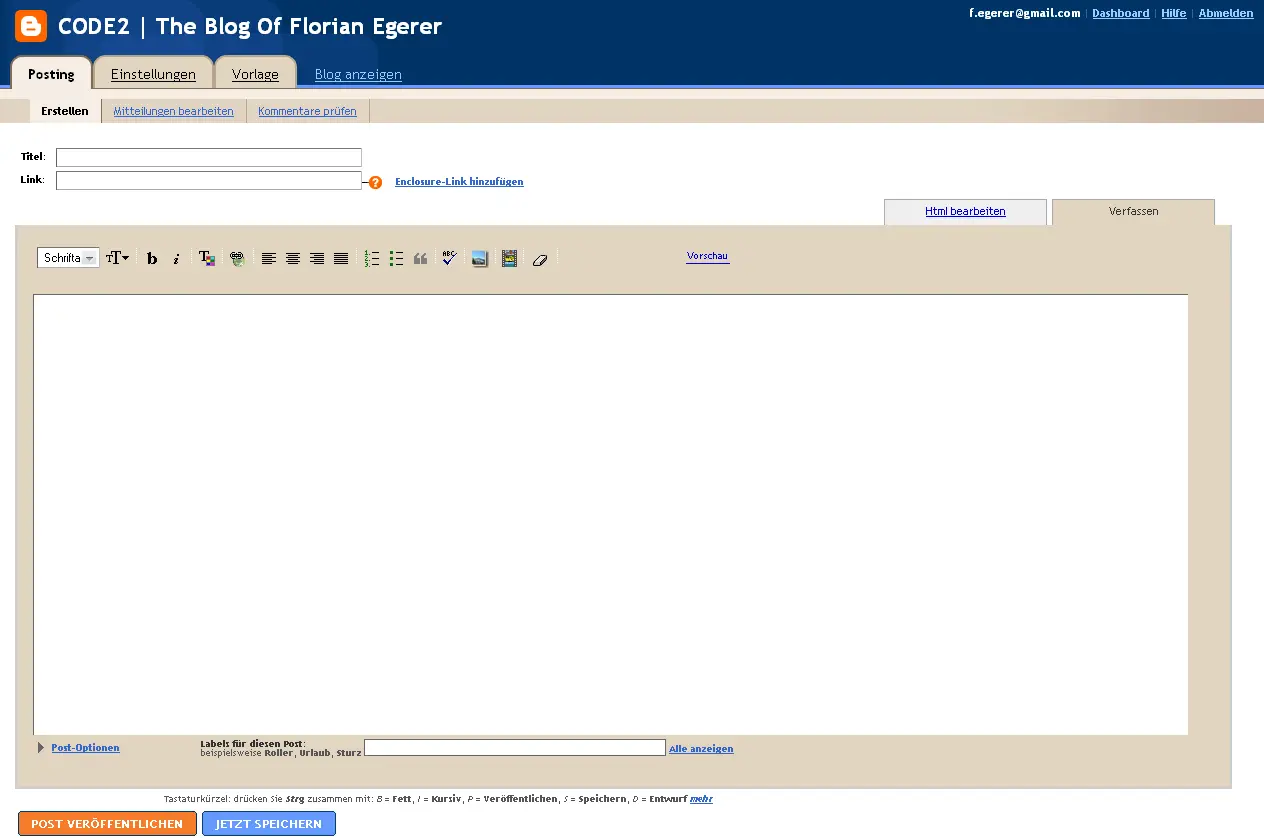 CODE2 | The Blog Of Florian Egerer
f.egerer@gmail.com | Dashboard | Hilfe | Abmelden
Posting Einstellungen Vorlage Blog anzeigen
Erstellen Mitteilungen bearbeiten Kommentare prüfen
Titel:
Link: ? Enclosure-Link hinzufügen
Html bearbeiten Verfassen
Schrifta TT b i T ABC Vorschau
Post-Optionen Labels für diesen Post: Alle anzeigen
beispielsweise Roller, Urlaub, Sturz
Tastaturkürzel: drücken Sie Strg zusammen mit: B = Fett, I = Kursiv, P = Veröffentlichen, S = Speichern, D = Entwurf mehr
POST VERÖFFENTLICHEN JETZT SPEICHERN